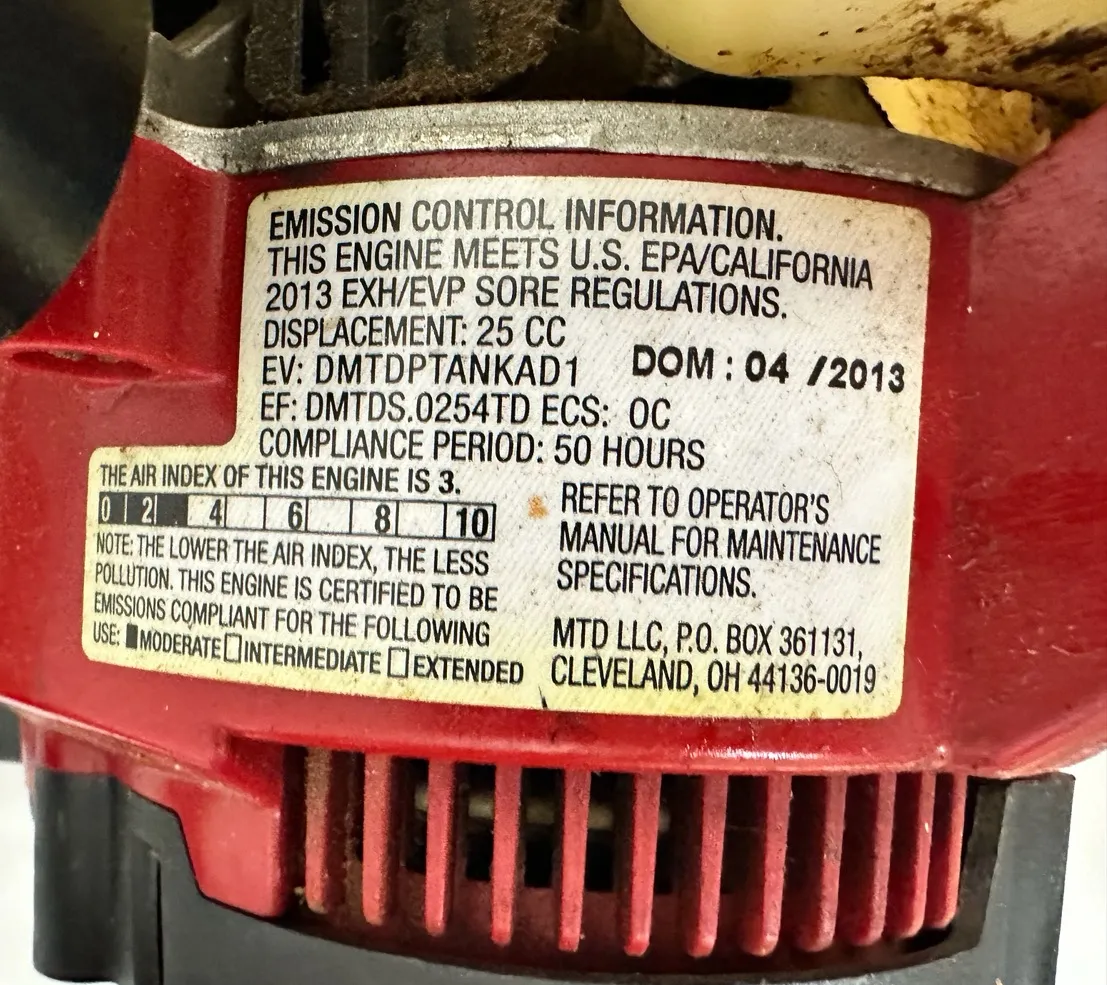 EMISSION CONTROL INFORMATION.
THIS ENGINE MEETS U.S. EPA/CALIFORNIA
2013 EXH/EVP SORE REGULATIONS.
DISPLACEMENT: 25 CC
EV: DMTDPTANKAD1
DOM : 04 /2013
EF: DMTDS.0254TD ECS: OC
COMPLIANCE PERIOD: 50 HOURS
THE AIR INDEX OF THIS ENGINE IS 3.
0 2 4 6 8 10
NOTE: THE LOWER THE AIR INDEX, THE LESS
POLLUTION. THIS ENGINE IS CERTIFIED TO BE
EMISSIONS COMPLIANT FOR THE FOLLOWING
USE: ■MODERATE □INTERMEDIATE □EXTENDED
REFER TO OPERATOR'S
MANUAL FOR MAINTENANCE
SPECIFICATIONS.
MTD LLC, P.O. BOX 361131,
CLEVELAND, OH 44136-0019